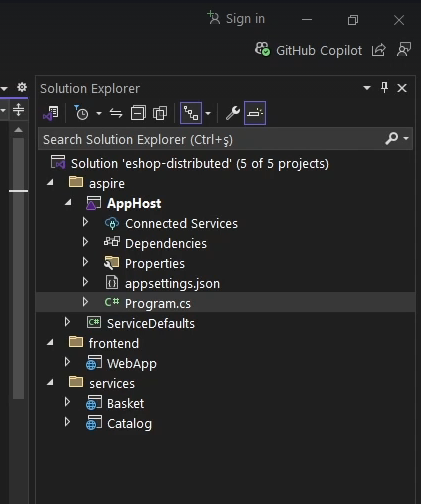 Sign in
GitHub Copilot
Solution Explorer
Search Solution Explorer (Ctrl+ş)
Solution 'eshop-distributed' (5 of 5 projects)
aspire
AppHost
Connected Services
Dependencies
Properties
appsettings.json
C# Program.cs
C# ServiceDefaults
frontend
WebApp
services
Basket
Catalog